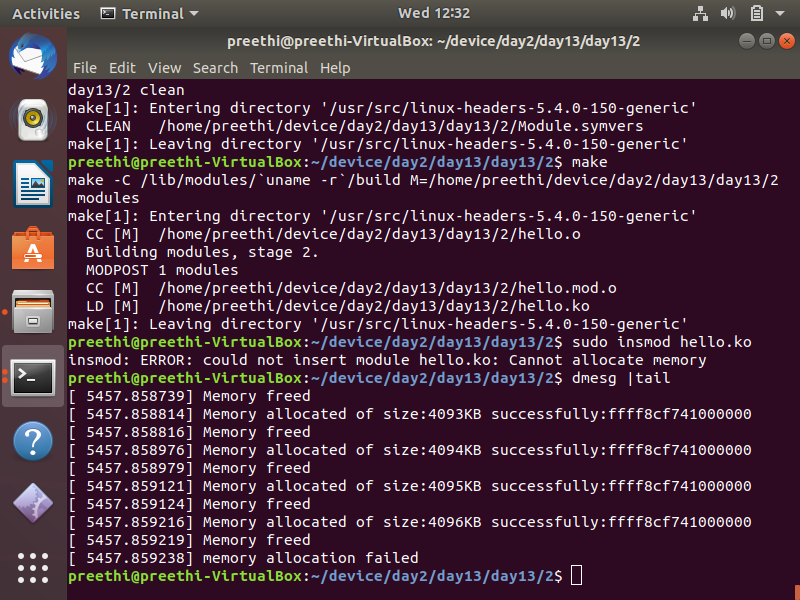 Activities Terminal Wed 12:32
preethi@preethi-VirtualBox: ~/device/day2/day13/day13/2
File Edit View Search Terminal Help
day13/2 clean
make[1]: Entering directory '/usr/src/linux-headers-5.4.0-150-generic'
  CLEAN   /home/preethi/device/day2/day13/day13/2/Module.symvers
make[1]: Leaving directory '/usr/src/linux-headers-5.4.0-150-generic'
preethi@preethi-VirtualBox:~/device/day2/day13/day13/2$ make
make -C /lib/modules/`uname -r`/build M=/home/preethi/device/day2/day13/day13/2
 modules
make[1]: Entering directory '/usr/src/linux-headers-5.4.0-150-generic'
  CC [M]  /home/preethi/device/day2/day13/day13/2/hello.o
  Building modules, stage 2.
  MODPOST 1 modules
  CC [M]  /home/preethi/device/day2/day13/day13/2/hello.mod.o
  LD [M]  /home/preethi/device/day2/day13/day13/2/hello.ko
make[1]: Leaving directory '/usr/src/linux-headers-5.4.0-150-generic'
preethi@preethi-VirtualBox:~/device/day2/day13/day13/2$ sudo insmod hello.ko
insmod: ERROR: could not insert module hello.ko: Cannot allocate memory
preethi@preethi-VirtualBox:~/device/day2/day13/day13/2$ dmesg |tail
[ 5457.858739] Memory freed
[ 5457.858814] Memory allocated of size:4093KB successfully:ffff8cf741000000
[ 5457.858816] Memory freed
[ 5457.858976] Memory allocated of size:4094KB successfully:ffff8cf741000000
[ 5457.858979] Memory freed
[ 5457.859121] Memory allocated of size:4095KB successfully:ffff8cf741000000
[ 5457.859124] Memory freed
[ 5457.859216] Memory allocated of size:4096KB successfully:ffff8cf741000000
[ 5457.859219] Memory freed
[ 5457.859238] memory allocation failed
preethi@preethi-VirtualBox:~/device/day2/day13/day13/2$